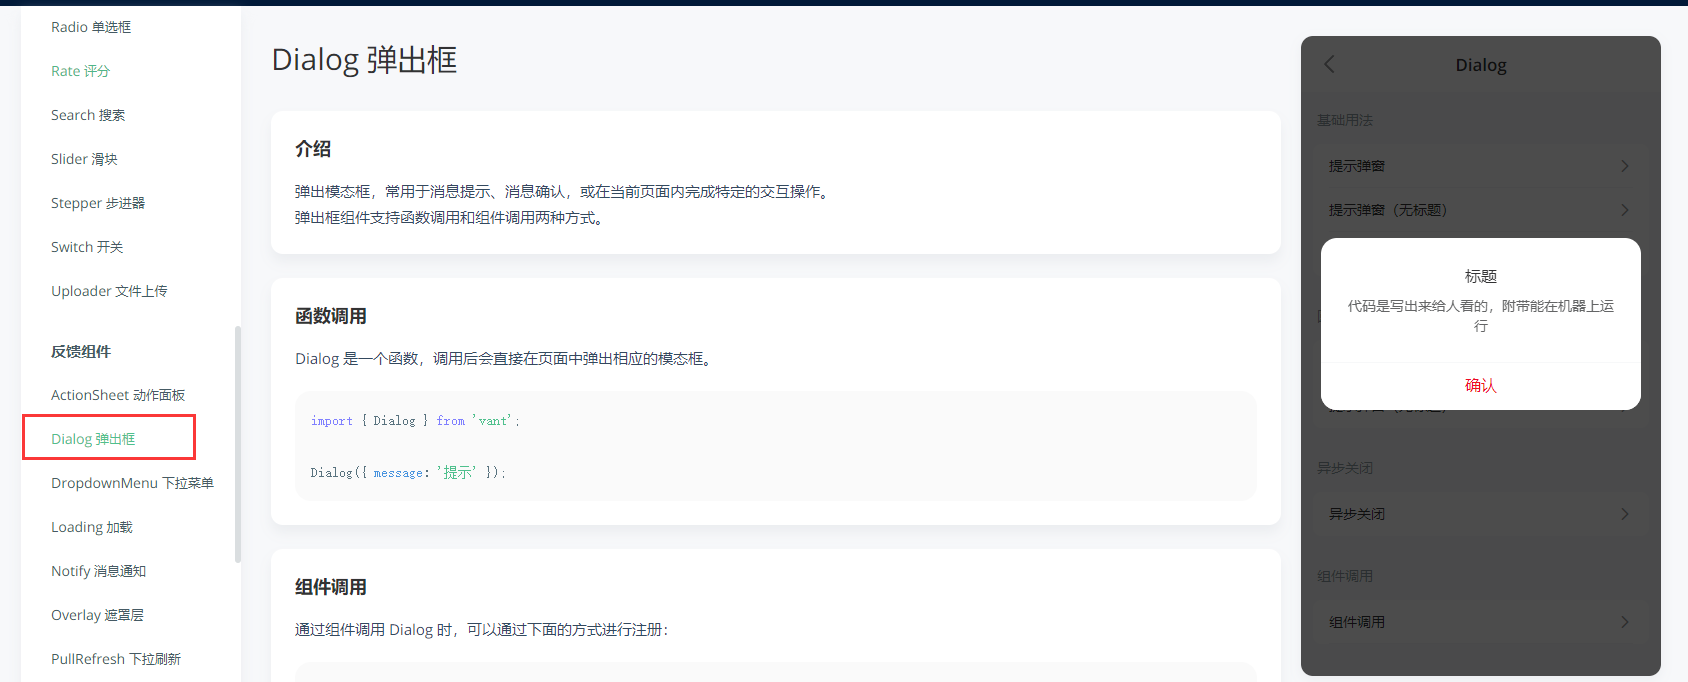 Radio 单选框
Rate 评分
Search 搜索
Slider 滑块
Stepper 步进器
Switch 开关
Uploader 文件上传
反馈组件
ActionSheet 动作面板
Dialog 弹出框
DropdownMenu 下拉菜单
Loading 加载
Notify 消息通知
Overlay 遮罩层
PullRefresh 下拉刷新
Dialog 弹出框
介绍
弹出模态框，常用于消息提示、消息确认，或在当前页面内完成特定的交互操作。
弹出框组件支持函数调用和组件调用两种方式。
函数调用
Dialog 是一个函数，调用后会直接在页面中弹出相应的模态框。
import { Dialog } from 'vant';
Dialog({ message: '提示' });
组件调用
通过组件调用 Dialog 时，可以通过下面的方式进行注册：
Dialog
基础用法
提示弹窗
提示弹窗（无标题）
标题
代码是写出来给人看的，附带能在机器上运
行
确认
异步关闭
异步关闭
组件调用
组件调用